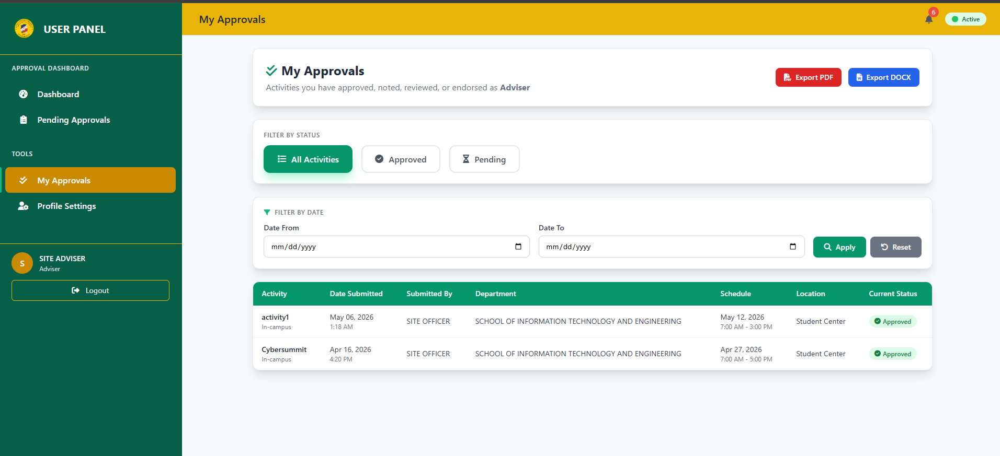 USER PANEL
My Approvals
6
Active
APPROVAL DASHBOARD
Dashboard
Pending Approvals
TOOLS
My Approvals
Profile Settings
SITE ADVISER
S
Adviser
Logout
My Approvals
Activities you have approved, noted, reviewed, or endorsed as Adviser
Export PDF
Export DOCX
FILTER BY STATUS
All Activities
Approved
Pending
FILTER BY DATE
Date From
Date To
mm/dd/yyyy
mm/dd/yyyy
Apply
Reset
Activity Date Submitted Submitted By Department Schedule Location Current Status
activity1 May 06, 2026 SITE OFFICER SCHOOL OF INFORMATION TECHNOLOGY AND ENGINEERING May 12, 2026 Student Center Approved
In-campus 1:18 AM 7:00 AM - 3:00 PM
Cybersummit Apr 16, 2026 SITE OFFICER SCHOOL OF INFORMATION TECHNOLOGY AND ENGINEERING Apr 27, 2026 Student Center Approved
In-campus 4:20 PM 7:00 AM - 5:00 PM